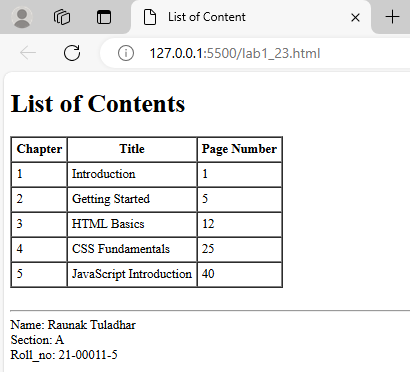 List of Content
127.0.0.1:5500/lab1_23.html
List of Contents
Chapter Title Page Number
1 Introduction 1
2 Getting Started 5
3 HTML Basics 12
4 CSS Fundamentals 25
5 JavaScript Introduction 40
Name: Raunak Tuladhar
Section: A
Roll_no: 21-00011-5